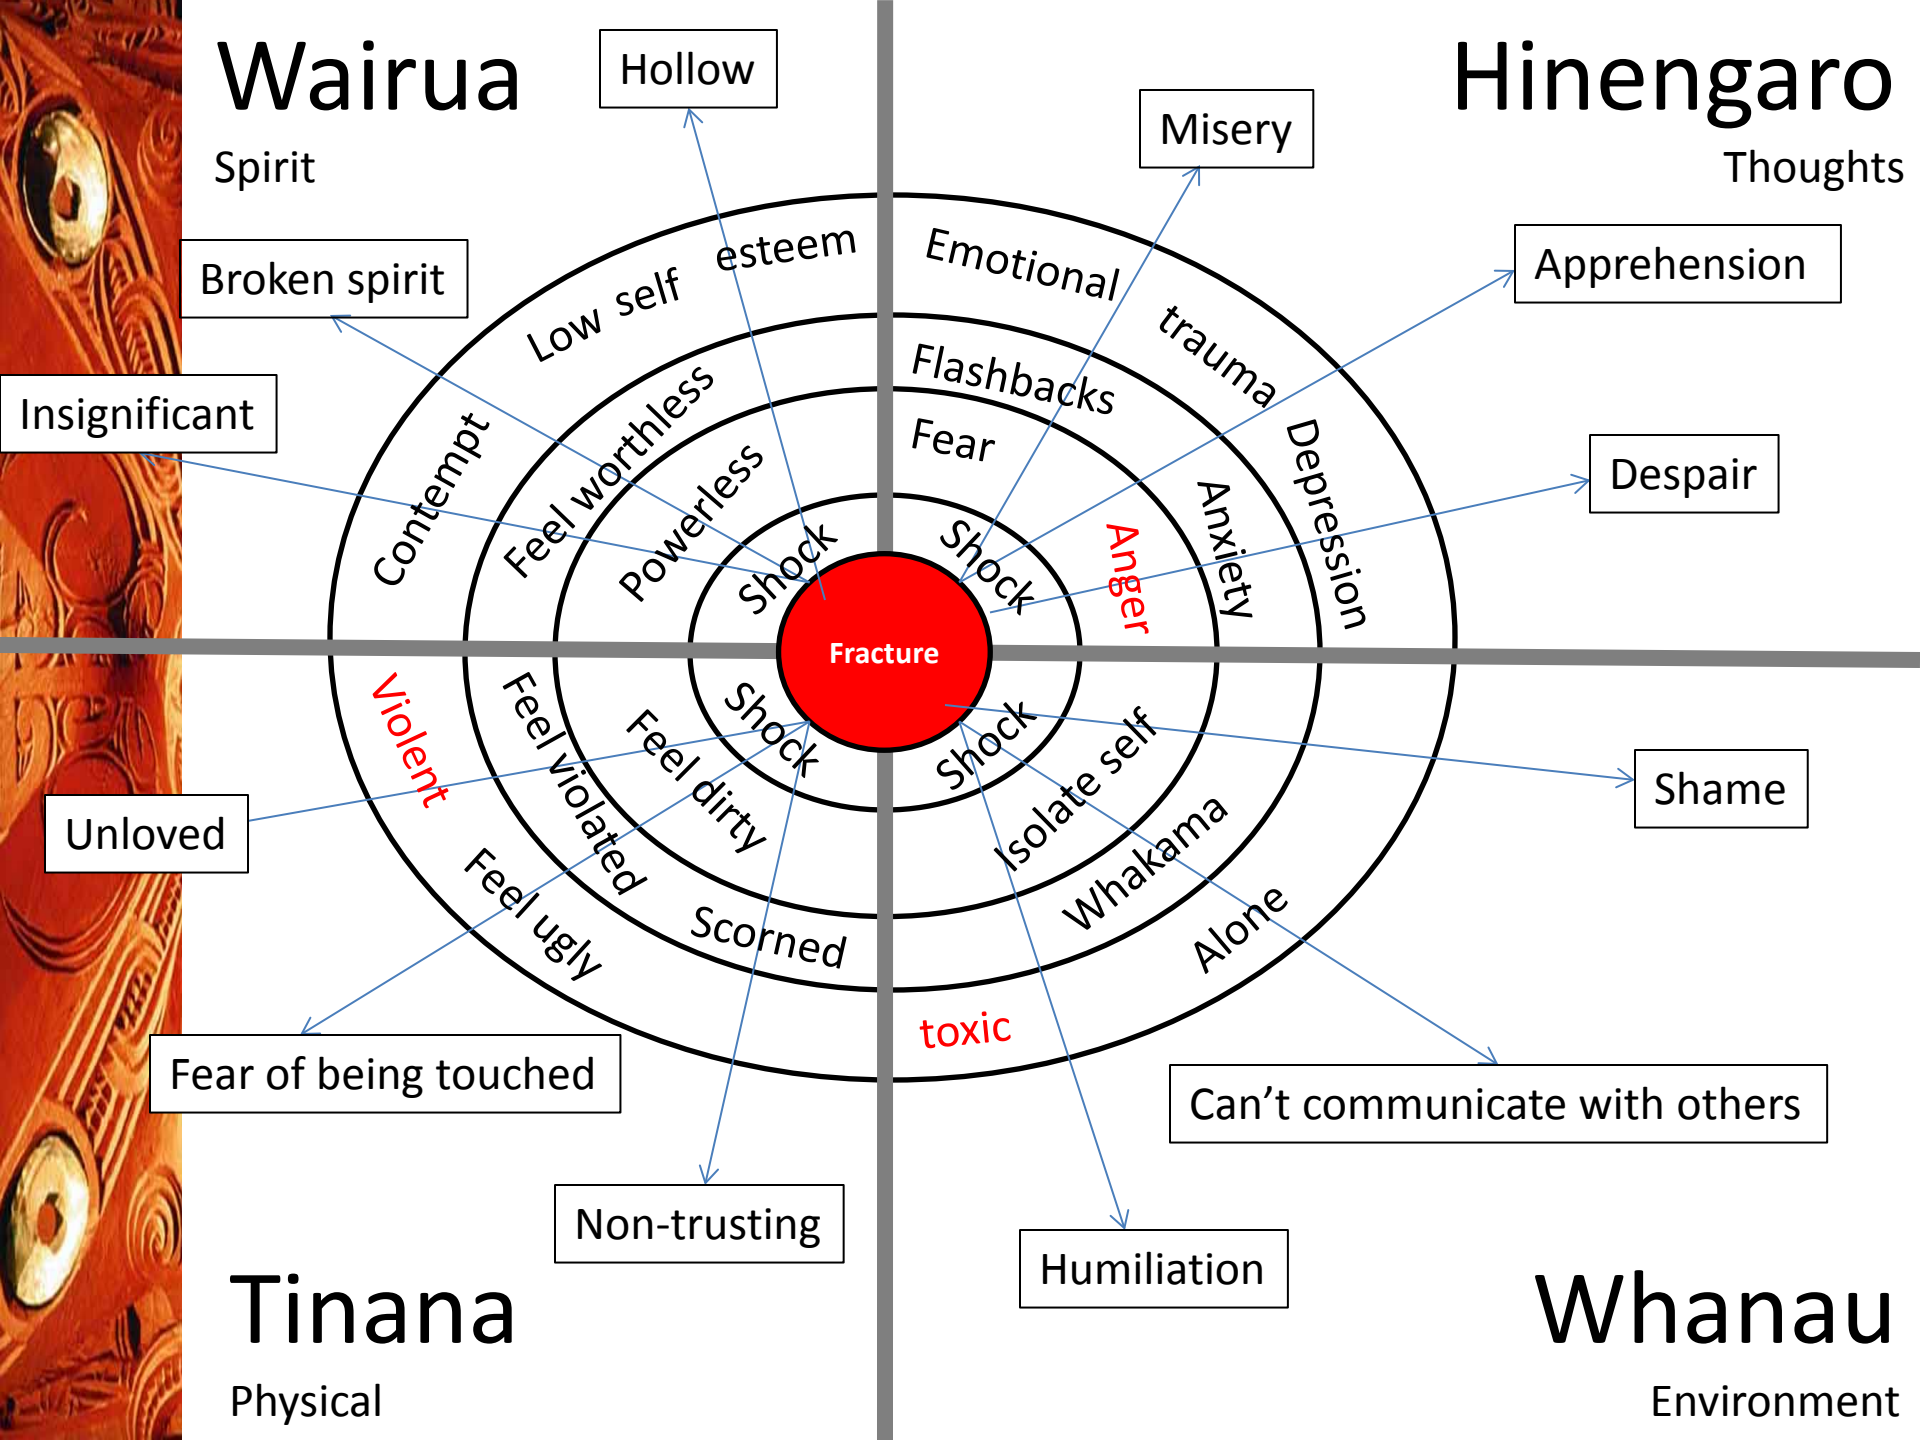 Wairua
Spirit
Hollow
Broken spirit
Insignificant
Low self esteem
Contempt
Feel worthless
Powerless
Shock
Hinengaro
Thoughts
Misery
Apprehension
Despair
Emotional trauma
Depression
Flashbacks
Anxiety
Fear
Anger
Shock
Fracture
Violent
Feel ugly
Feel violated
Scorned
Feel dirty
Shock
Unloved
Fear of being touched
Non-trusting
Tinana
Physical
Shock
Isolate self
Whakama
Alone
toxic
Shame
Can’t communicate with others
Humiliation
Whanau
Environment